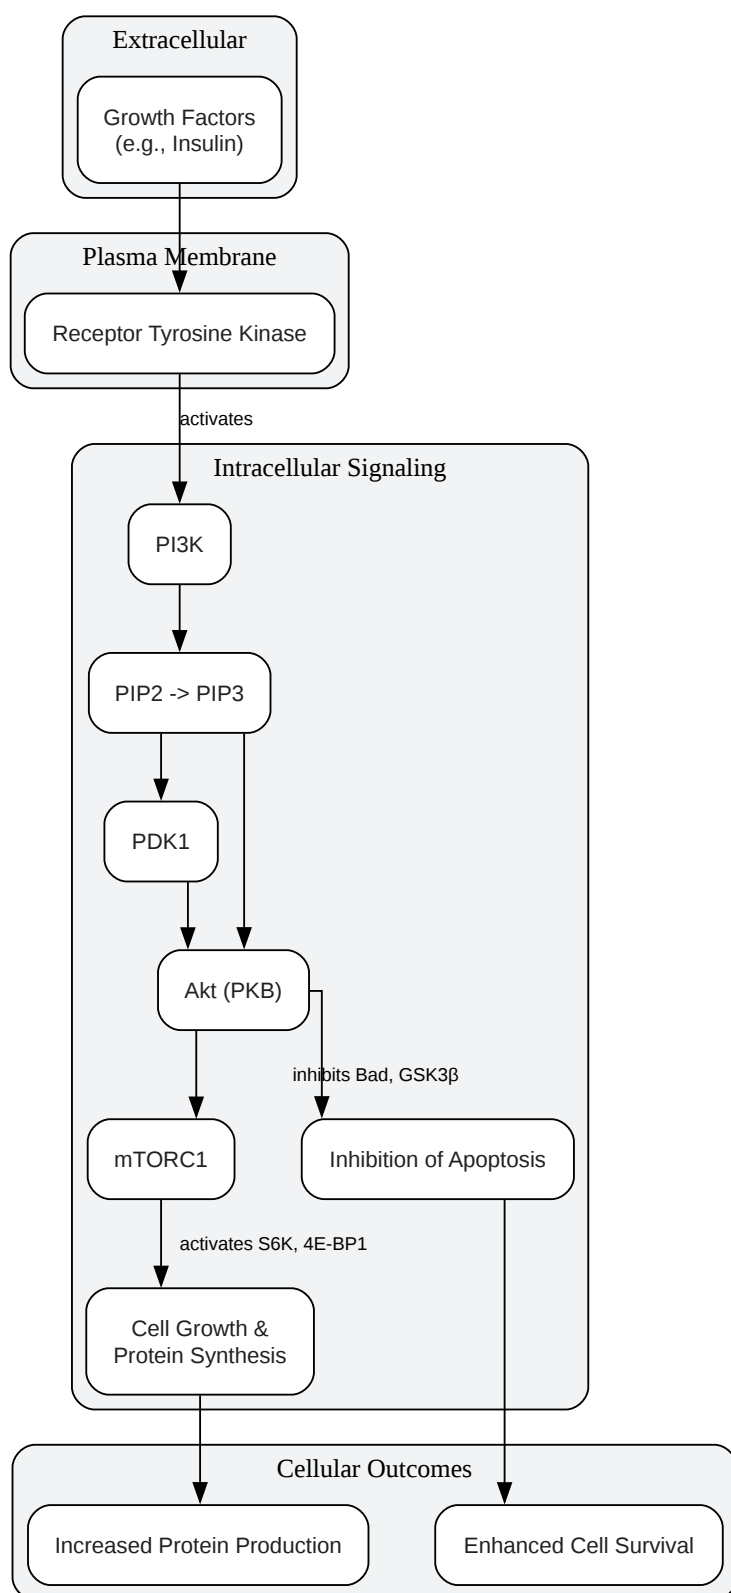 Extracellular
Growth Factors
(e.g., Insulin)
Plasma Membrane
Receptor Tyrosine Kinase
activates
Intracellular Signaling
PI3K
PIP2 -> PIP3
PDK1
Akt (PKB)
inhibits Bad, GSK3β
mTORC1
Inhibition of Apoptosis
activates S6K, 4E-BP1
Cell Growth &
Protein Synthesis
Cellular Outcomes
Increased Protein Production
Enhanced Cell Survival